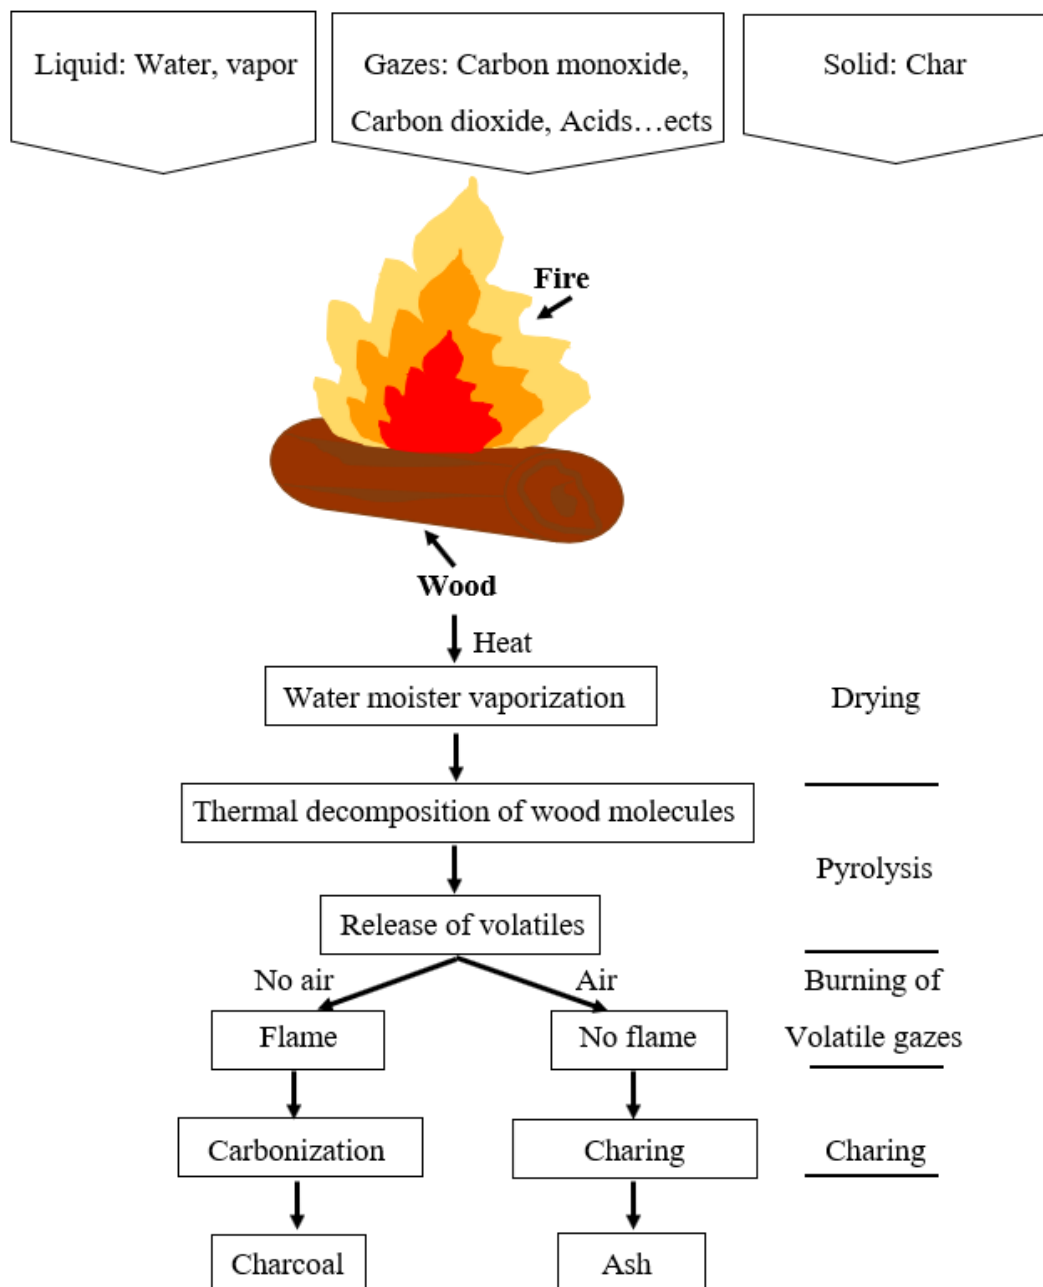 Liquid: Water, vapor
Gazes: Carbon monoxide,
Carbon dioxide, Acids…ects
Solid: Char
Fire
Wood
Heat
Water moister vaporization
Drying
Thermal decomposition of wood molecules
Pyrolysis
Release of volatiles
No air
Air
Burning of
Flame
No flame
Volatile gazes
Carbonization
Charing
Charing
Charcoal
Ash